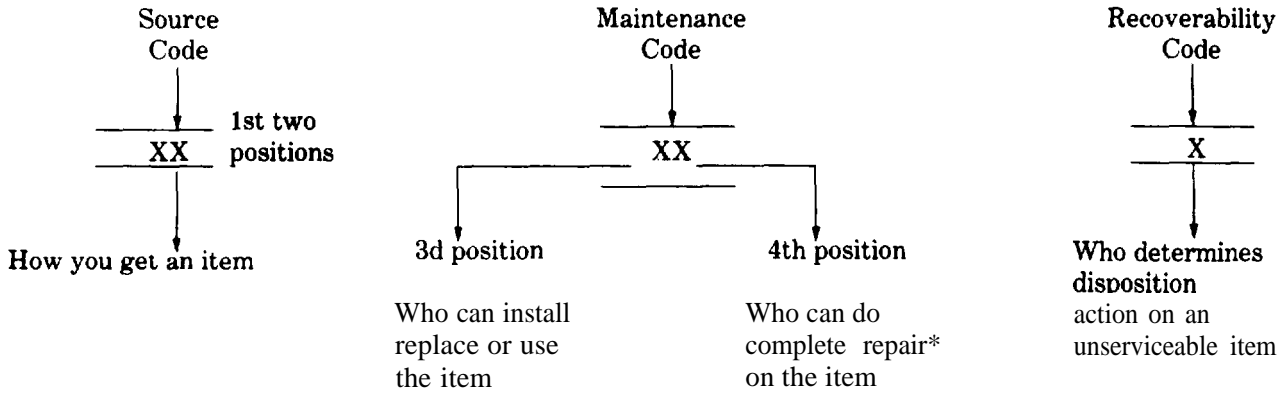 Source
Code
1st two
XX positions
How you get an item
Maintenance
Code
XX
3d position
Who can install
replace or use
the item
4th position
Who can do
complete repair*
on the item
Recoverability
Code
X
Who determines
disposition
action on an
unserviceable item